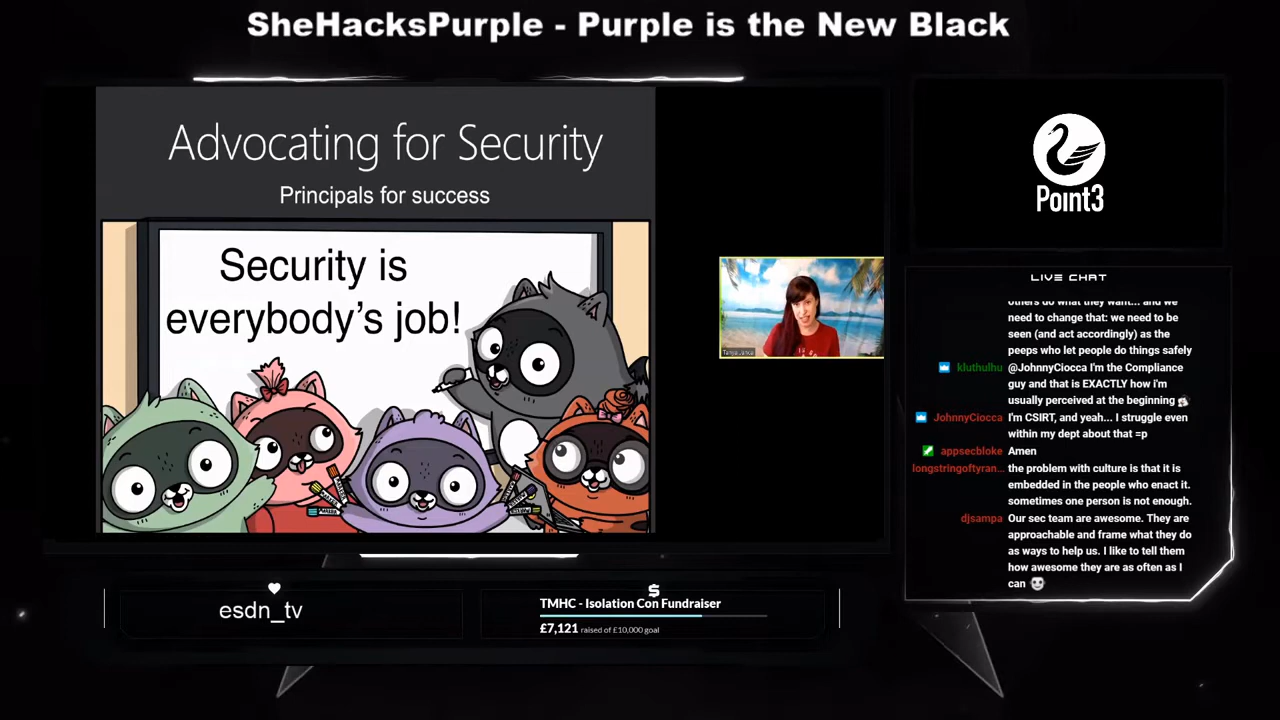 SheHacksPurple - Purple is the New Black
Advocating for Security
Principals for success
Security is
everybody's job!
Point3
LIVE CHAT
others do what they want... and we
need to change that: we need to be
seen (and act accordingly) as the
peeps who let people do things safely
kluthulhu @JohnnyCiocca I'm the Compliance
guy and that is EXACTLY how i'm
usually perceived at the beginning
JohnnyCiocca I'm CSIRT, and yeah... I struggle even
within my dept about that =p
appsecbloke Amen
longstringoftyran... the problem with culture is that it is
embedded in the people who enact it.
sometimes one person is not enough.
djsampa Our sec team are awesome. They are
approachable and frame what they do
as ways to help us. I like to tell them
how awesome they are as often as I
can
esdn_tv
TMHC - Isolation Con Fundraiser
£7,121 raised of £10,000 goal